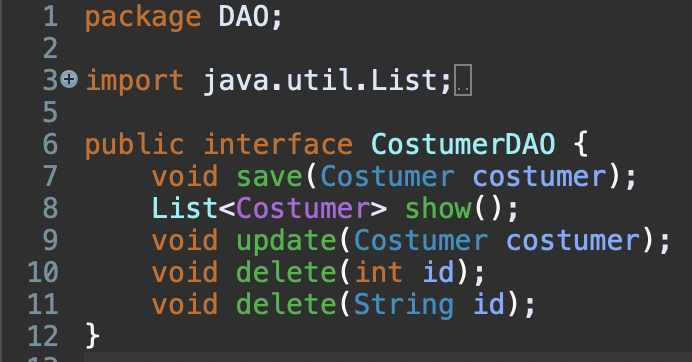 1 package DAO;
2
3 import java.util.List;
5
6 public interface CostumerDAO {
7 void save(Costumer costumer);
8 List<Costumer> show();
9 void update(Costumer costumer);
10 void delete(int id);
11 void delete(String id);
12 }